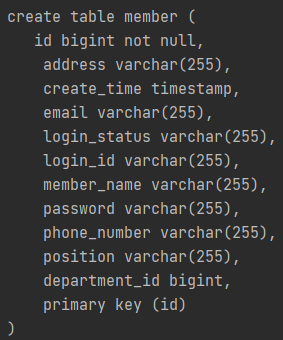 create table member (
id bigint not null,
address varchar(255),
create_time timestamp,
email varchar(255),
login_status varchar(255),
login_id varchar(255),
member_name varchar(255),
password varchar(255),
phone_number varchar(255),
position varchar(255),
department_id bigint,
primary key (id)
)